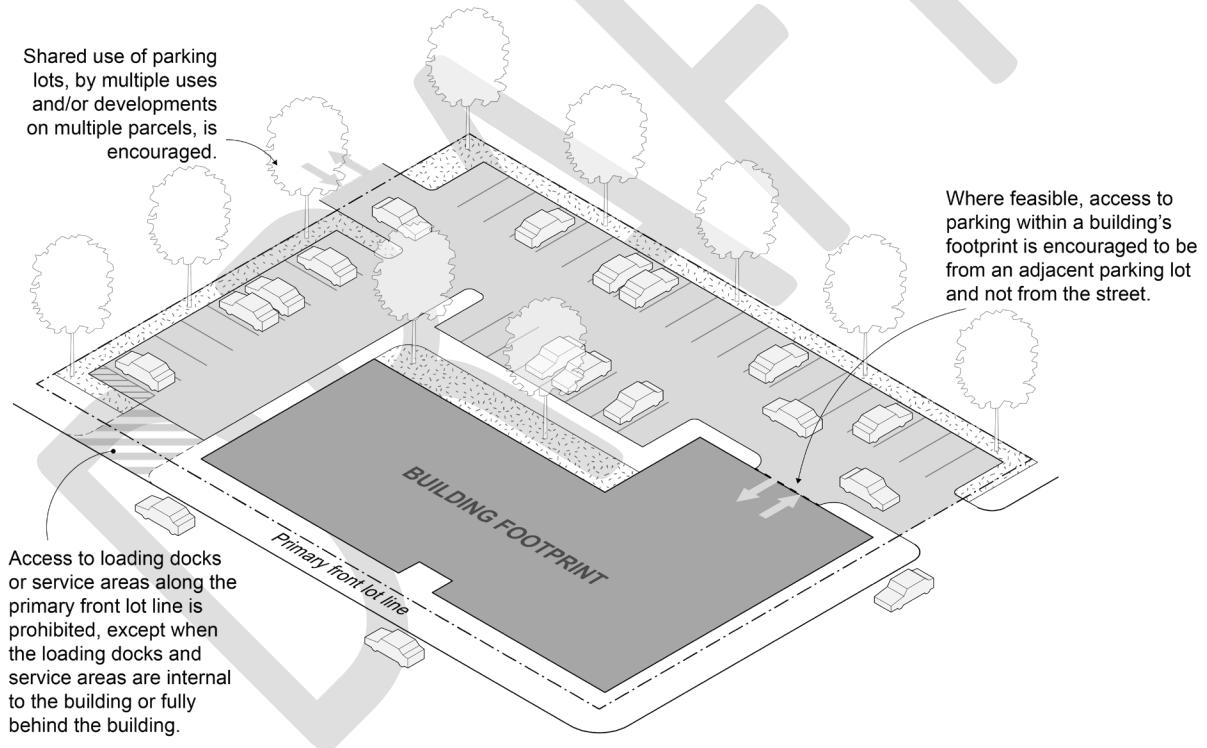 Shared use of parking
lots, by multiple uses
and/or developments
on multiple parcels, is
encouraged.
Where feasible, access to
parking within a building’s
footprint is encouraged to be
from an adjacent parking lot
and not from the street.
BUILDING FOOTPRINT
Primary front lot line
Access to loading docks
or service areas along the
primary front lot line is
prohibited, except when
the loading docks and
service areas are internal
to the building or fully
behind the building.
DRAFT